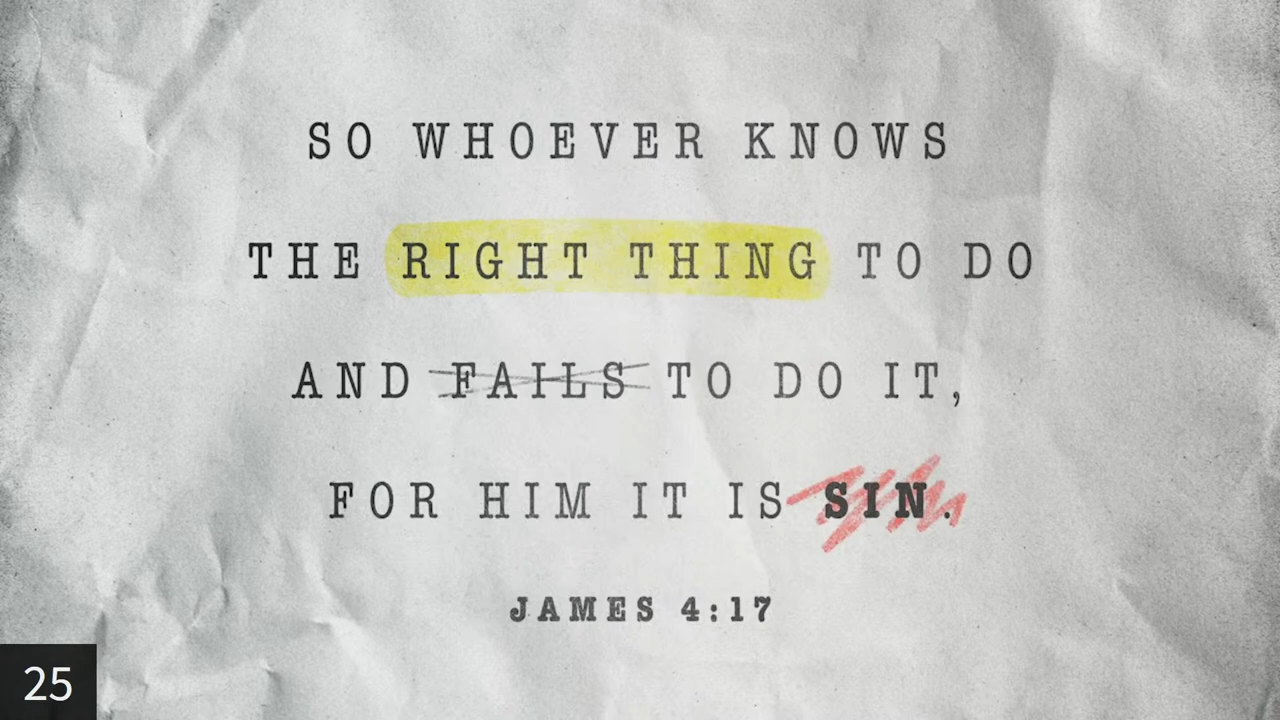 SO WHOEVER KNOWS
THE RIGHT THING TO DO
AND FAILS TO DO IT,
FOR HIM IT IS SIN.
JAMES 4:17
25